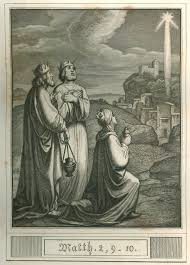 Matth. 2, 9. 10.